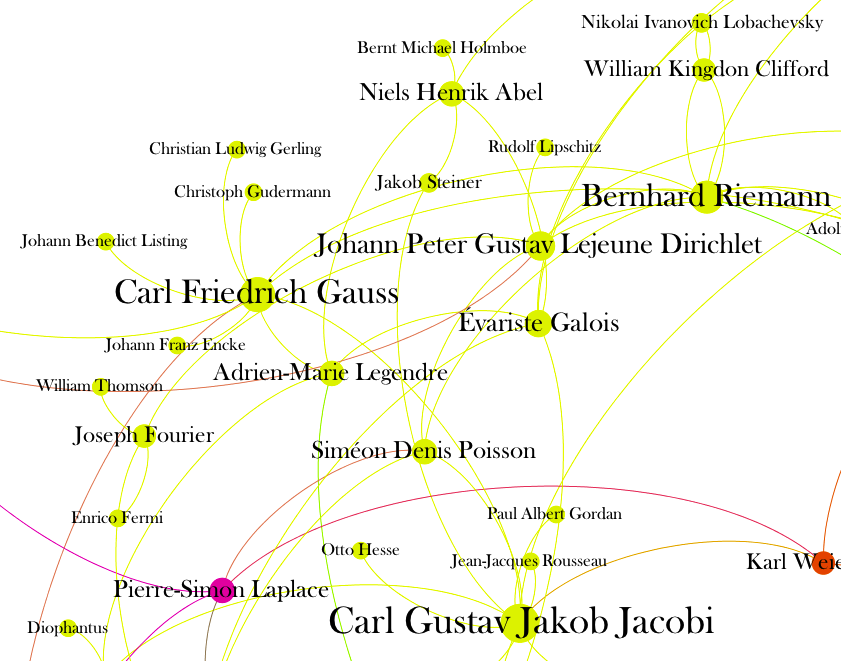 Nikolai Ivanovich Lobachevsky
Bernt Michael Holmboe
William Kingdon Clifford
Niels Henrik Abel
Christian Ludwig Gerling
Rudolf Lipschitz
Jakob Steiner
Christoph Gudermann
Bernhard Riemann
Adol
Johann Benedict Listing
Johann Peter Gustav Lejeune Dirichlet
Carl Friedrich Gauss
Évariste Galois
Johann Franz Encke
Adrien-Marie Legendre
William Thomson
Joseph Fourier
Siméon Denis Poisson
Enrico Fermi
Paul Albert Gordan
Otto Hesse
Jean-Jacques Rousseau
Karl Weie
Pierre-Simon Laplace
Carl Gustav Jakob Jacobi
Diophantus